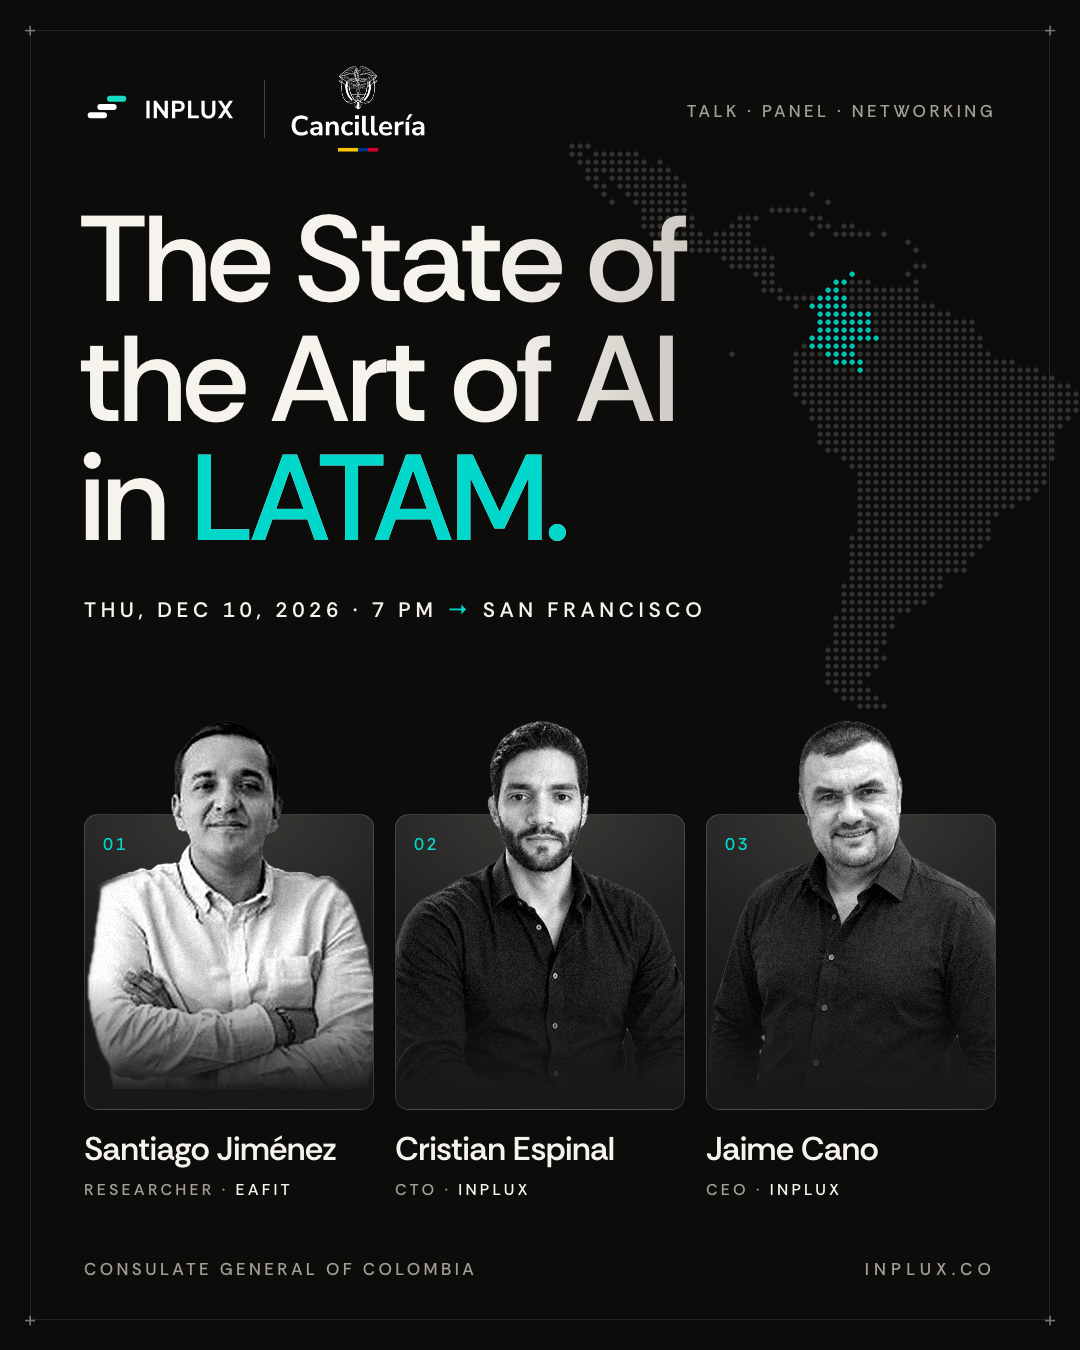 INPLUX
Cancillería
TALK · PANEL · NETWORKING
The State of
the Art of AI
in LATAM.
THU, DEC 10, 2026 · 7 PM → SAN FRANCISCO
01
02
03
Santiago Jiménez
RESEARCHER · EAFIT
Cristian Espinal
CTO · INPLUX
Jaime Cano
CEO · INPLUX
CONSULATE GENERAL OF COLOMBIA
INPLUX.CO